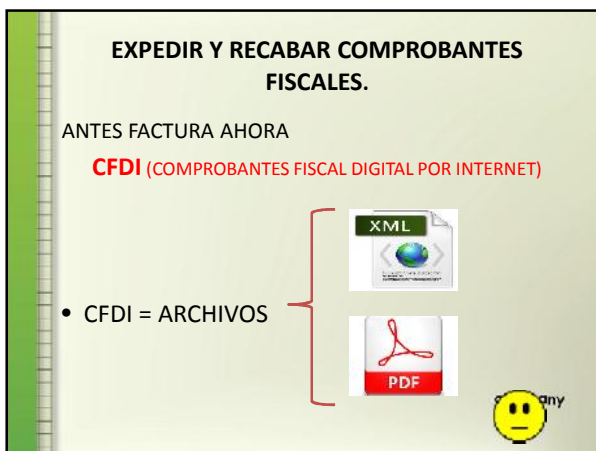 EXPEDIR Y RECABAR COMPROBANTES
FISCALES.
ANTES FACTURA AHORA
CFDI (COMPROBANTES FISCAL DIGITAL POR INTERNET)
XML
• CFDI = ARCHIVOS
PDF